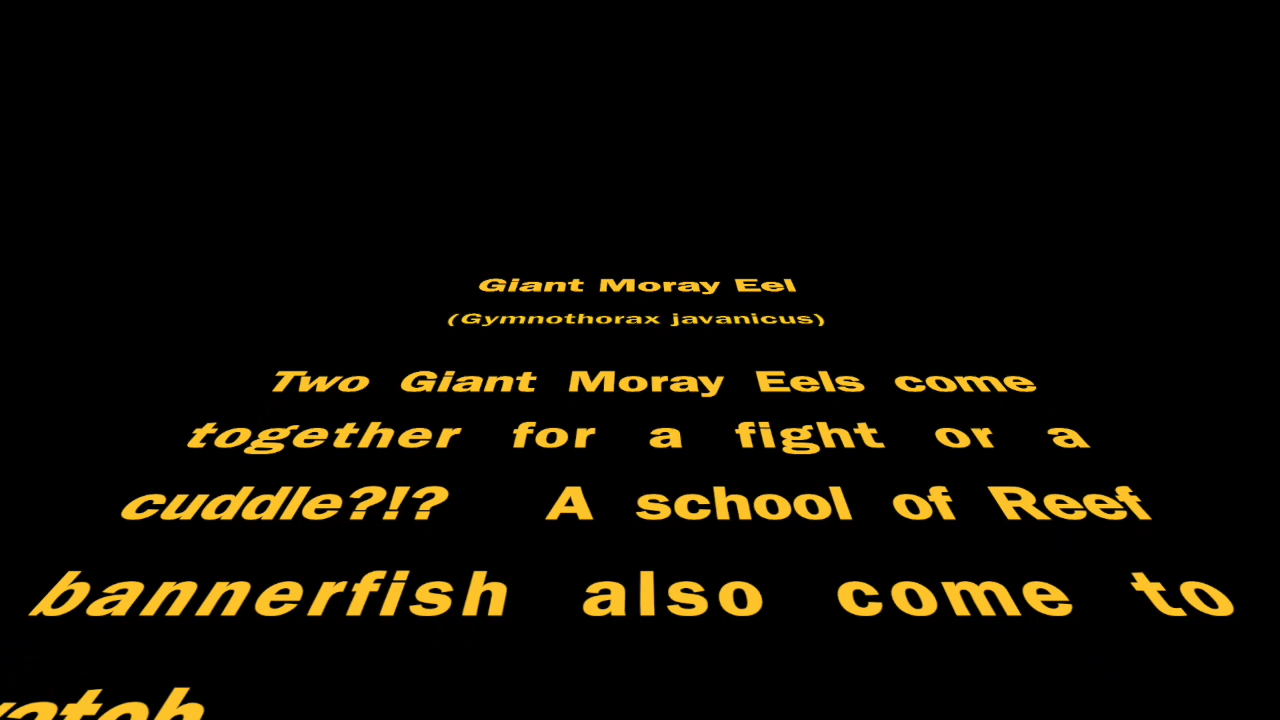 Giant Moray Eel
(Gymnothorax javanicus)
Two Giant Moray Eels come
together for a fight or a
cuddle?!? A school of Reef
bannerfish also come to